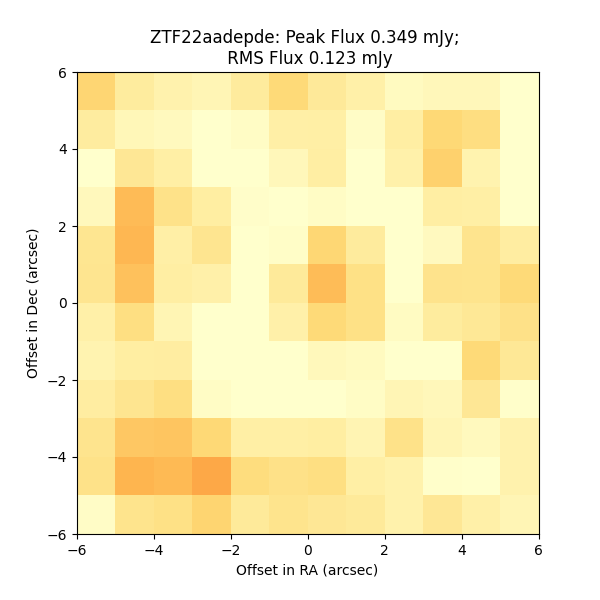 ZTF22aadepde: Peak Flux 0.349 mJy;
RMS Flux 0.123 mJy
6
4
2
0
−2
−4
−6
Offset in Dec (arcsec)
−6 −4 −2 0 2 4 6
Offset in RA (arcsec)